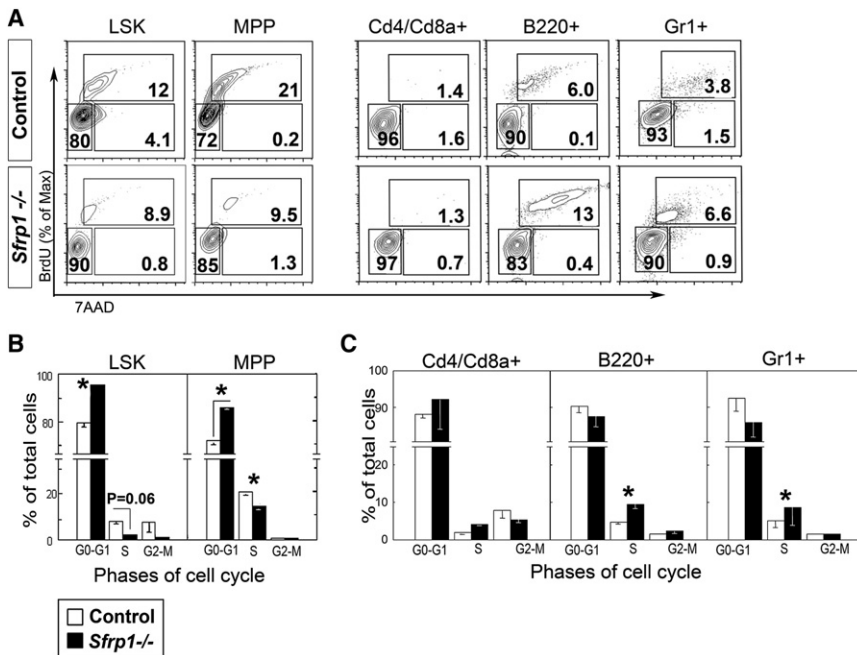 A
LSK MPP Cd4/Cd8a+ B220+ Gr1+
Control
12 21 1.4 6.0 3.8
80 4.1 72 0.2 96 1.6 90 0.1 93 1.5
Sfrp1 -/-
8.9 9.5 1.3 13 6.6
90 0.8 85 1.3 97 0.7 83 0.4 90 0.9
BrdU (% of Max)
7AAD
B
LSK MPP
% of total cells
100
80
20
0
*
P=0.06
*
*
G0-G1 S G2-M G0-G1 S G2-M
Phases of cell cycle
C
Cd4/Cd8a+ B220+ Gr1+
% of total cells
90
20
10
0
*
*
G0-G1 S G2-M G0-G1 S G2-M G0-G1 S G2-M
Phases of cell cycle
Control
Sfrp1-/-